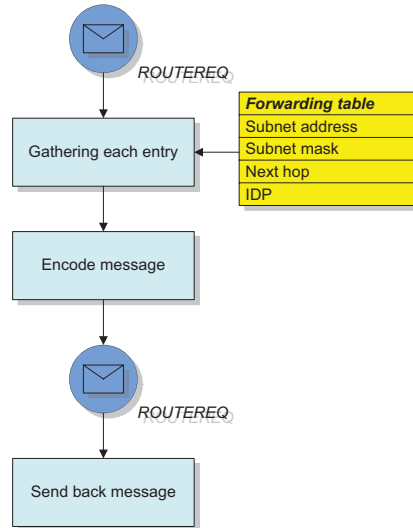 ROUTEREQ
Forwarding table
Subnet address
Gathering each entry
Subnet mask
Next hop
IDP
Encode message
ROUTEREQ
Send back message